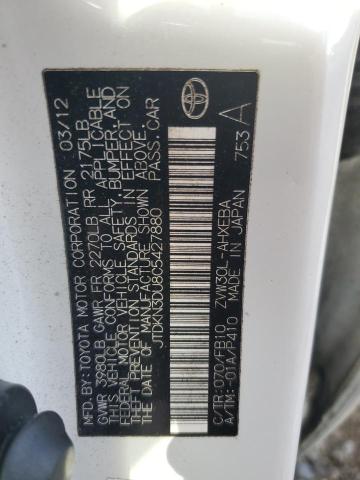 MFD.BY:TOYOTA MOTOR CORPORATION 03/12
GVWR 3980LB GAWR FR 2270LB RR 2175LB
THIS VEHICLE CONFORMS TO ALL APPLICABLE
FEDERAL MOTOR VEHICLE SAFETY,BUMPER,AND
THEFT PREVENTION STANDARDS IN EFFECT ON
THE DATE OF MANUFACTURE SHOWN ABOVE.
JTDKN3DU8C5427880 PASS.CAR
C/TR:070/FB10 ZVW30L-AHXEBA
A/TM:-01A/P410 MADE IN JAPAN 753 A